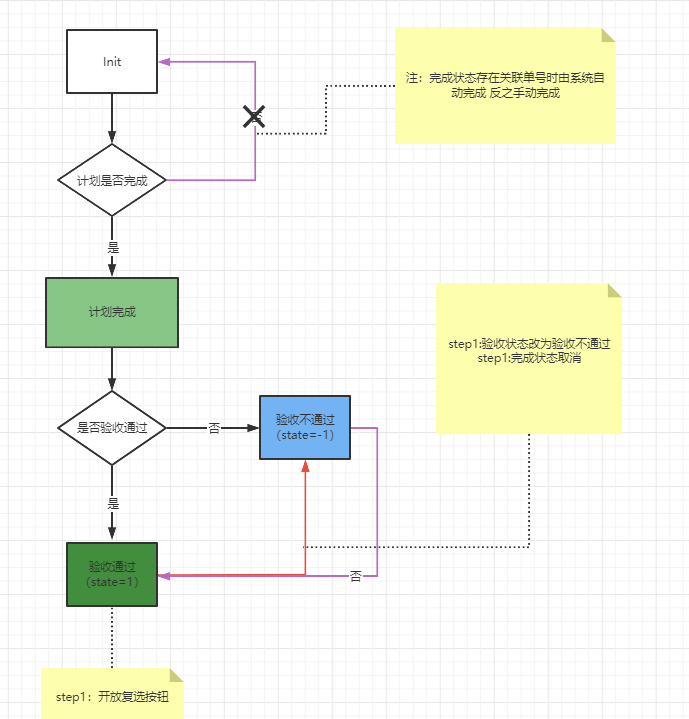 Init
注：完成状态存在关联单号时由系统自
动完成 反之手动完成
否
计划是否完成
是
计划完成
step1:验收状态改为验收不通过
step1:完成状态取消
是否验收通过
否
验收不通过
（state=-1）
是
验收通过
（state=1）
否
step1：开放复选按钮